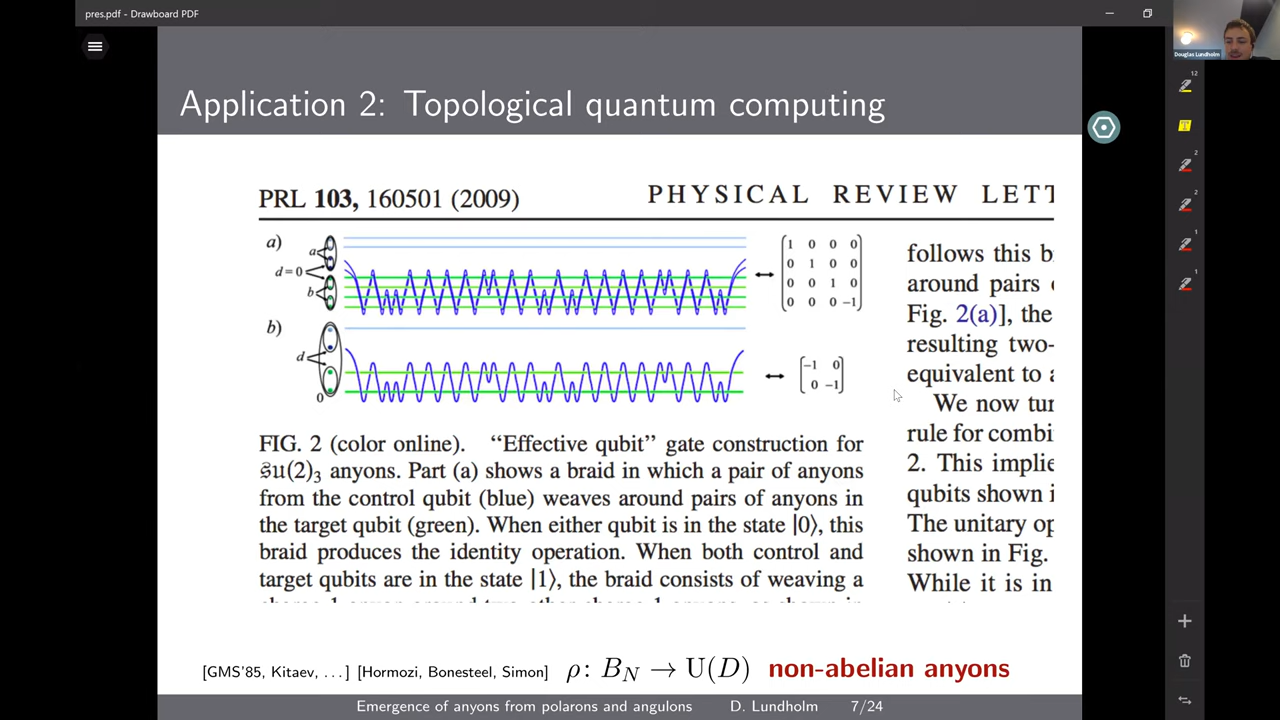 pres.pdf - Drawboard PDF
Douglas Lundholm
Application 2: Topological quantum computing
PRL 103, 160501 (2009)
PHYSICAL REVIEW LETT
a)
a
d=0
b
1 0 0 0
0 1 0 0
0 0 1 0
0 0 0 -1
b)
d
0
-1 0
0 -1
FIG. 2 (color online). “Effective qubit” gate construction for
𝔰𝔲(2)₃ anyons. Part (a) shows a braid in which a pair of anyons
from the control qubit (blue) weaves around pairs of anyons in
the target qubit (green). When either qubit is in the state |0⟩, this
braid produces the identity operation. When both control and
target qubits are in the state |1⟩, the braid consists of weaving a
follows this b
around pairs
Fig. 2(a)], the
resulting two-
equivalent to a
We now tur
rule for combi
2. This implie
qubits shown i
The unitary op
shown in Fig.
While it is in
[GMS'85, Kitaev, ...] [Hormozi, Bonesteel, Simon] ρ: B_N → U(D) non-abelian anyons
Emergence of anyons from polarons and angulons D. Lundholm 7/24
12
2
2
1
1